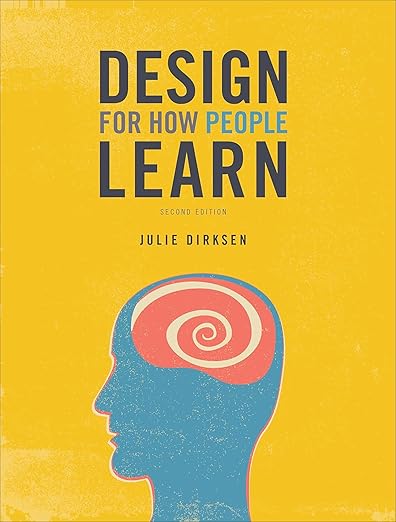 DESIGN
FOR HOW PEOPLE
LEARN
SECOND EDITION
JULIE DIRKSEN